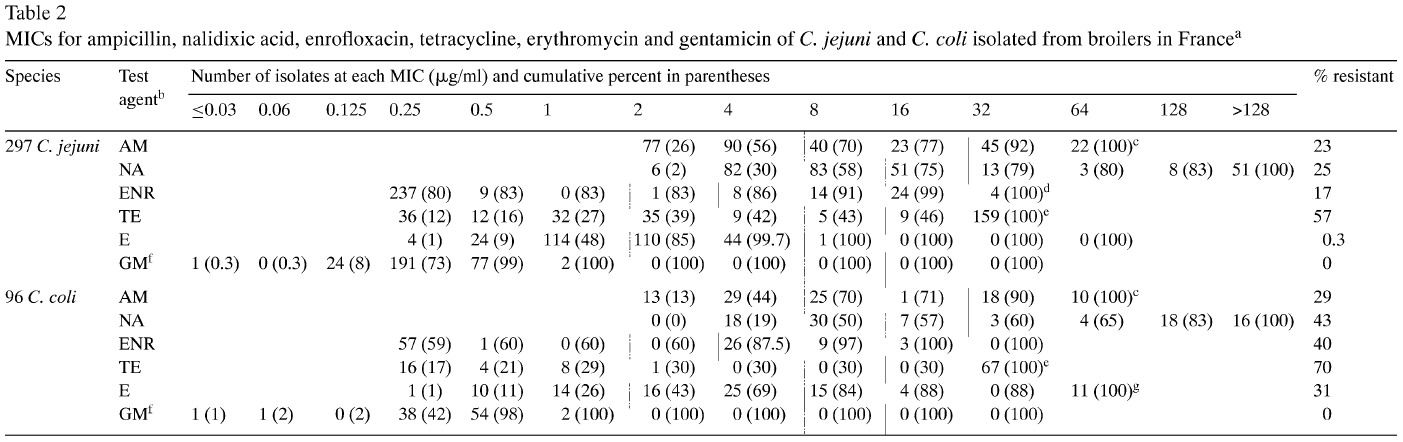 Table 2
MICs for ampicillin, nalidixic acid, enrofloxacin, tetracycline, erythromycin and gentamicin of C. jejuni and C. coli isolated from broilers in Franceᵃ
Species Test agentᵇ Number of isolates at each MIC (μg/ml) and cumulative percent in parentheses % resistant
≤0.03 0.06 0.125 0.25 0.5 1 2 4 8 16 32 64 128 >128
297 C. jejuni AM 77 (26) 90 (56) 40 (70) 23 (77) 45 (92) 22 (100)ᶜ 23
NA 6 (2) 82 (30) 83 (58) 51 (75) 13 (79) 3 (80) 8 (83) 51 (100) 25
ENR 237 (80) 9 (83) 0 (83) 1 (83) 8 (86) 14 (91) 24 (99) 4 (100)ᵈ 17
TE 36 (12) 12 (16) 32 (27) 35 (39) 9 (42) 5 (43) 9 (46) 159 (100)ᵉ 57
E 4 (1) 24 (9) 114 (48) 110 (85) 44 (99.7) 1 (100) 0 (100) 0 (100) 0 (100) 0.3
GMᶠ 1 (0.3) 0 (0.3) 24 (8) 191 (73) 77 (99) 2 (100) 0 (100) 0 (100) 0 (100) 0 (100) 0 (100) 0
96 C. coli AM 13 (13) 29 (44) 25 (70) 1 (71) 18 (90) 10 (100)ᶜ 29
NA 0 (0) 18 (19) 30 (50) 7 (57) 3 (60) 4 (65) 18 (83) 16 (100) 43
ENR 57 (59) 1 (60) 0 (60) 0 (60) 26 (87.5) 9 (97) 3 (100) 0 (100) 40
TE 16 (17) 4 (21) 8 (29) 1 (30) 0 (30) 0 (30) 0 (30) 67 (100)ᵉ 70
E 1 (1) 10 (11) 14 (26) 16 (43) 25 (69) 15 (84) 4 (88) 0 (88) 11 (100)ᵍ 31
GMᶠ 1 (1) 1 (2) 0 (2) 38 (42) 54 (98) 2 (100) 0 (100) 0 (100) 0 (100) 0 (100) 0 (100) 0